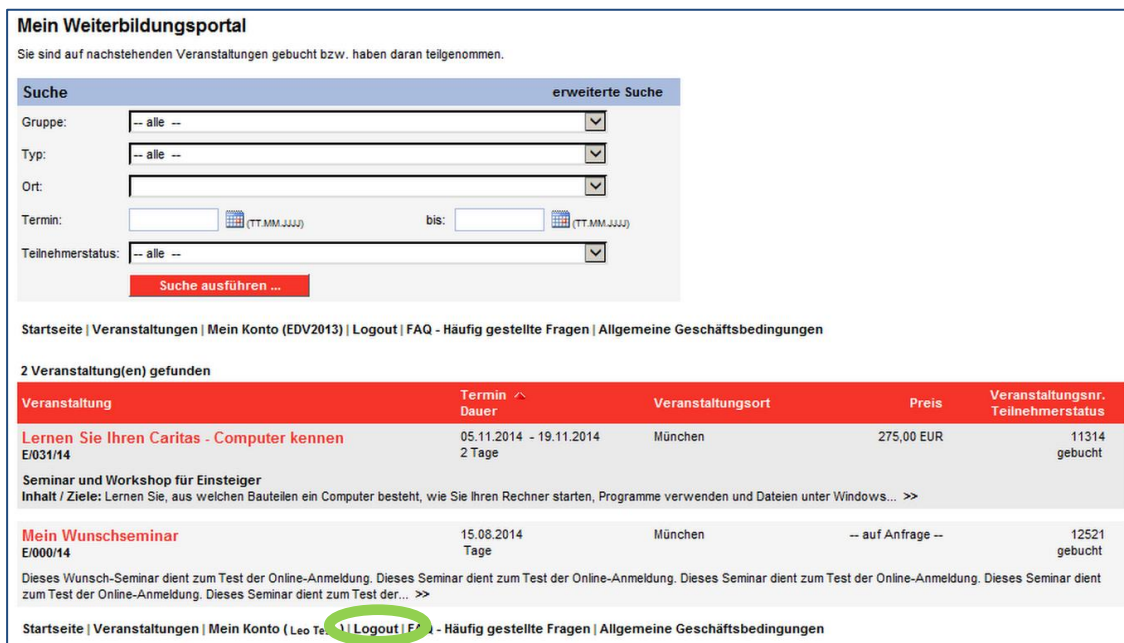 Mein Weiterbildungsportal
Sie sind auf nachstehenden Veranstaltungen gebucht bzw. haben daran teilgenommen.
Suche erweiterte Suche
Gruppe: -- alle --
Typ: -- alle --
Ort:
Termin: (TT.MM.JJJJ) bis: (TT.MM.JJJJ)
Teilnehmerstatus: -- alle --
Suche ausführen ...
Startseite | Veranstaltungen | Mein Konto (EDV2013) | Logout | FAQ - Häufig gestellte Fragen | Allgemeine Geschäftsbedingungen
2 Veranstaltung(en) gefunden
Veranstaltung Termin Dauer Veranstaltungsort Preis Veranstaltungsnr. Teilnehmerstatus
Lernen Sie Ihren Caritas - Computer kennen 05.11.2014 - 19.11.2014 München 275,00 EUR 11314
E/031/14 2 Tage gebucht
Seminar und Workshop für Einsteiger
Inhalt / Ziele: Lernen Sie, aus welchen Bauteilen ein Computer besteht, wie Sie Ihren Rechner starten, Programme verwenden und Dateien unter Windows... >>
Mein Wunschseminar 15.08.2014 München -- auf Anfrage -- 12521
E/000/14 Tage gebucht
Dieses Wunsch-Seminar dient zum Test der Online-Anmeldung. Dieses Seminar dient zum Test der Online-Anmeldung. Dieses Seminar dient zum Test der Online-Anmeldung. Dieses Seminar dient
zum Test der Online-Anmeldung. Dieses Seminar dient zum Test der... >>
Startseite | Veranstaltungen | Mein Konto ( Leo ) | Logout | - Häufig gestellte Fragen | Allgemeine Geschäftsbedingungen